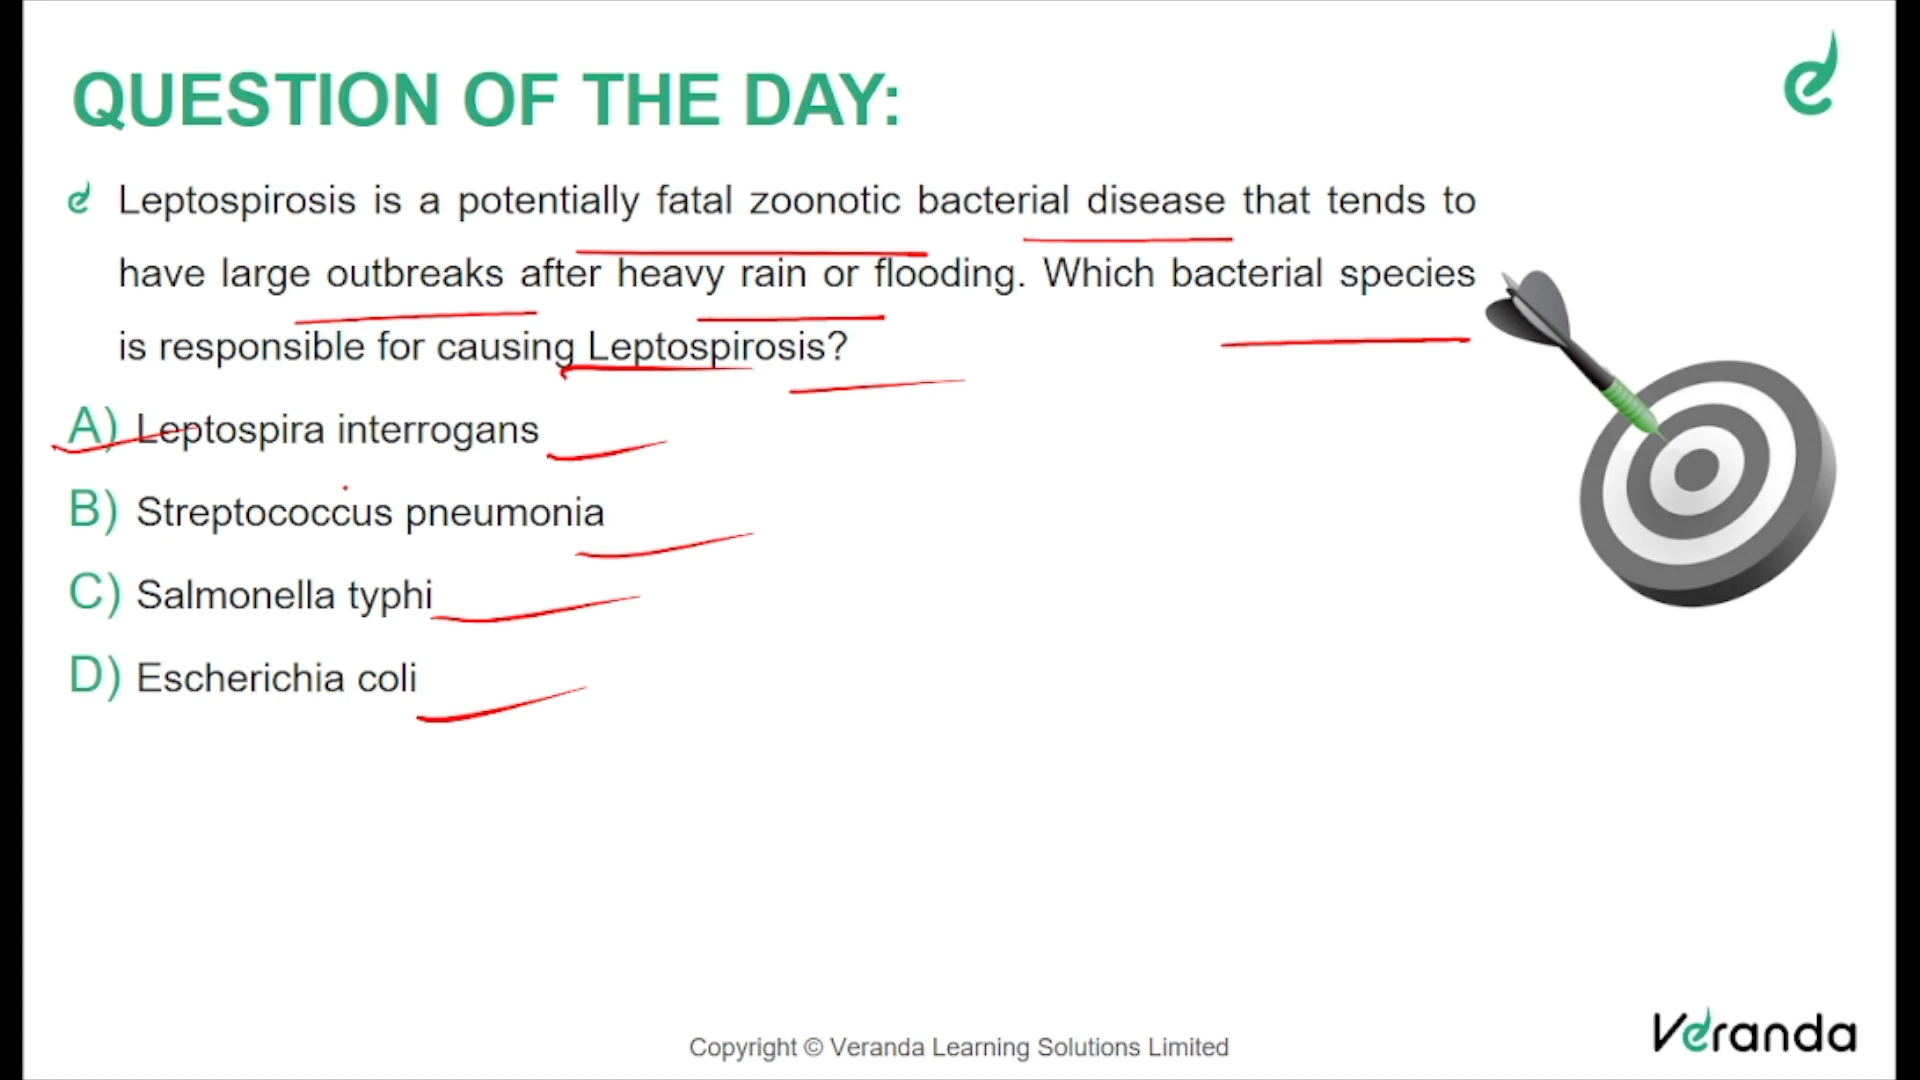 QUESTION OF THE DAY:
Leptospirosis is a potentially fatal zoonotic bacterial disease that tends to
have large outbreaks after heavy rain or flooding. Which bacterial species
is responsible for causing Leptospirosis?
A) Leptospira interrogans
B) Streptococcus pneumonia
C) Salmonella typhi
D) Escherichia coli
Copyright © Veranda Learning Solutions Limited
Veranda